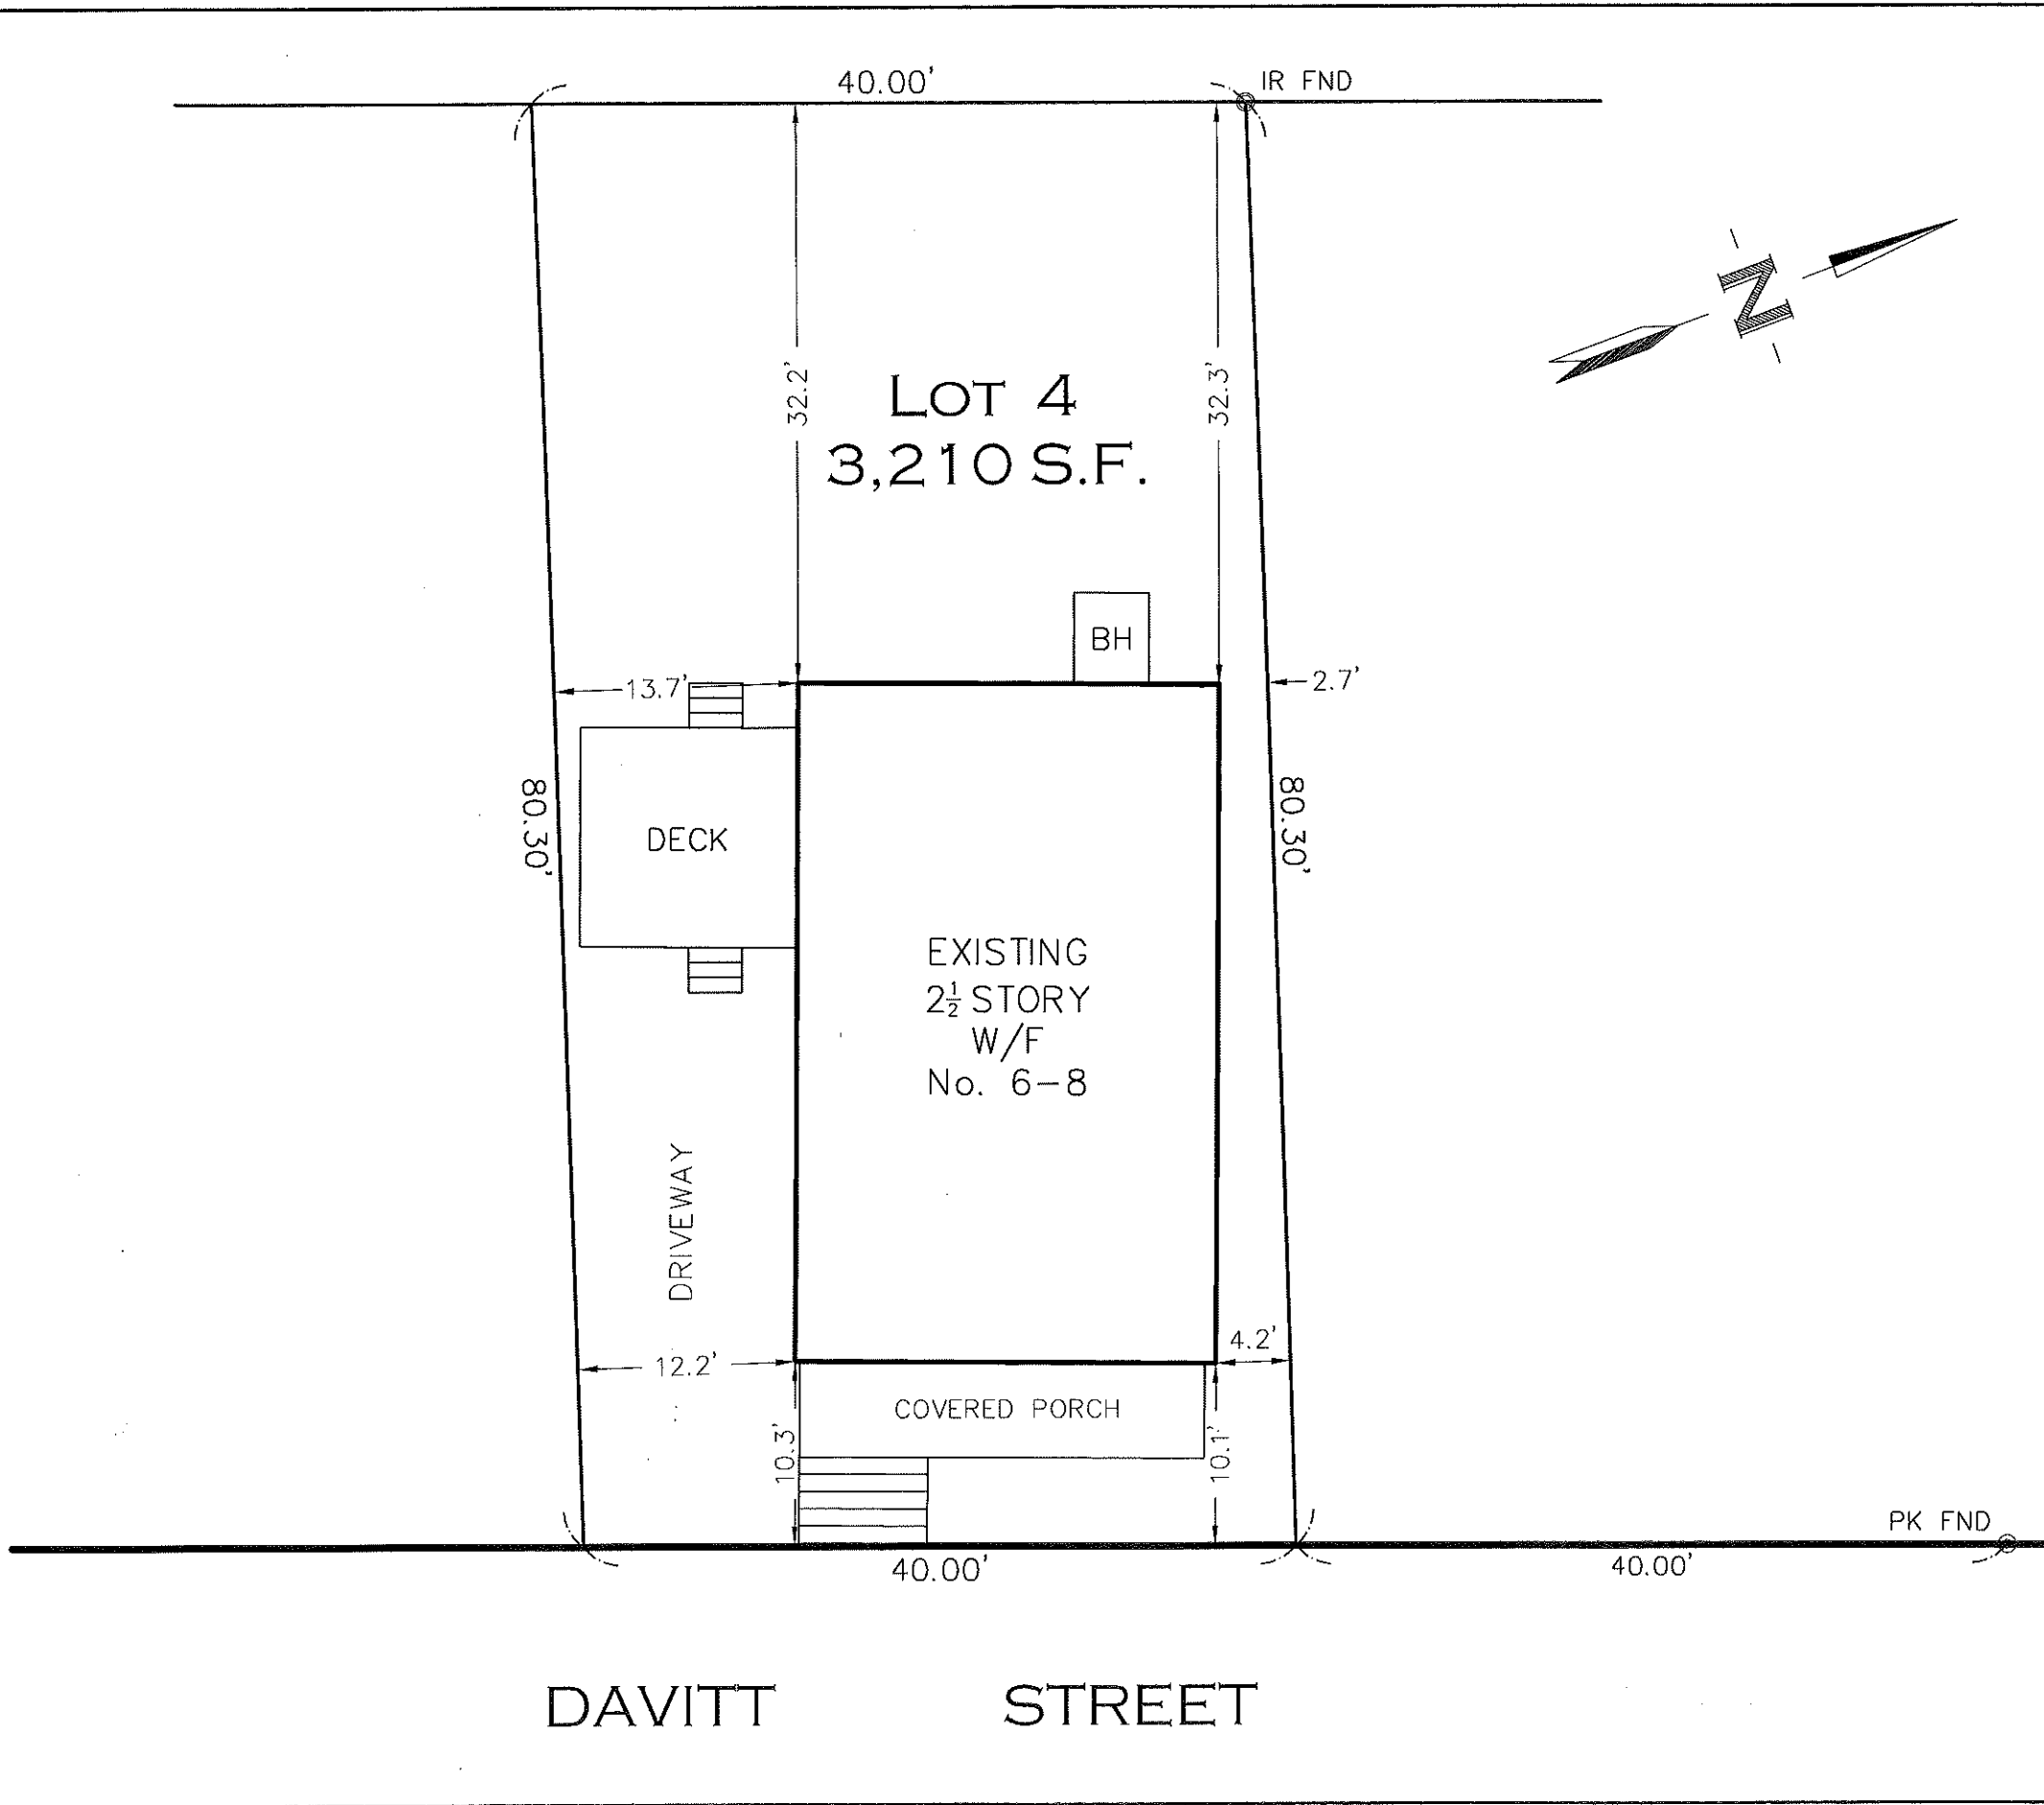 40.00'
IR FND
N
32.2'
32.3'
LOT 4
3,210 S.F.
BH
13.7'
2.7'
80.30'
80.30'
DECK
EXISTING
2½ STORY
W/F
No. 6-8
DRIVEWAY
12.2'
4.2'
COVERED PORCH
10.3'
10.1'
PK FND
40.00'
40.00'
DAVITT STREET